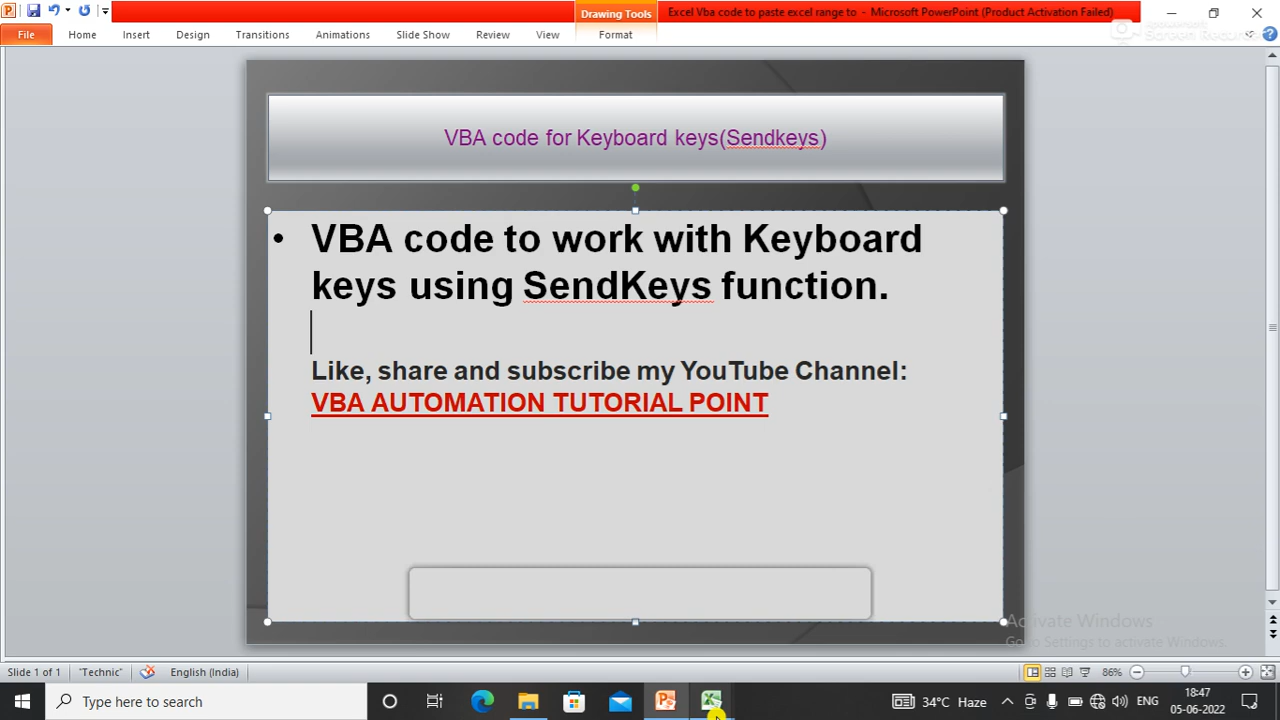 Drawing Tools
Excel Vba code to paste excel range to - Microsoft PowerPoint (Product Activation Failed)
File Home Insert Design Transitions Animations Slide Show Review View Format
VBA code for Keyboard keys(Sendkeys)
• VBA code to work with Keyboard
keys using SendKeys function.
Like, share and subscribe my YouTube Channel:
VBA AUTOMATION TUTORIAL POINT
Activate Windows
Go to Settings to activate Windows.
Slide 1 of 1 "Technic" English (India) 86%
Type here to search
34°C Haze ENG
18:47
05-06-2022